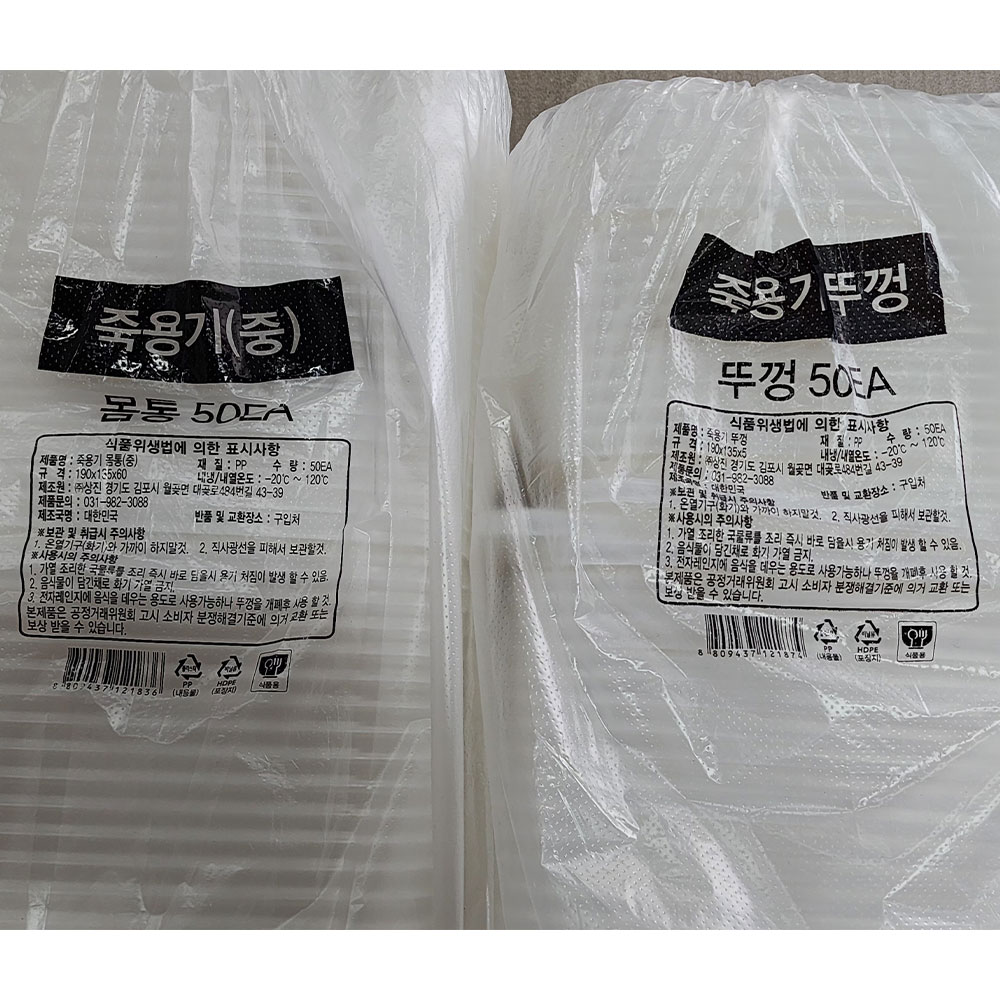 죽용기(중)
몸통 50EA
식품위생법에 의한 표시사항
제품명 : 죽용기 몸통(중) 재 질 : PP 수 량 : 50EA
규 격 : 190x135x60 내냉/내열온도 : -20℃ ~ 120℃
제조원 : ㈜상진 경기도 김포시 월곶면 대곶로484번길 43-39
제품문의 : 031-982-3088
제조국명 : 대한민국 반품 및 교환장소 : 구입처
※보관 및 취급시 주의사항
1. 온열기구(화기)와 가까이 하지말것. 2. 직사광선을 피해서 보관할것.
※사용시의 주의사항
1. 가열 조리한 국물류를 조리 즉시 바로 담을시 용기 처짐이 발생 할 수 있음.
2. 음식물이 담긴채로 화기 가열 금지.
3. 전자레인지에 음식을 데우는 용도로 사용가능하나 뚜껑을 개폐후 사용 할것.
본제품은 공정거래위원회 고시 소비자 분쟁해결기준에 의거 교환 또는
보상 받을 수 있습니다.
PP HDPE
(내용물) (포장지) 식품용
죽용기뚜껑
뚜껑 50EA
식품위생법에 의한 표시사항
제품명 : 죽용기 뚜껑 재 질 : PP 수 량 : 50EA
규 격 : 190x135x5 내냉/내열온도 : -20℃ ~ 120℃
제조원 : ㈜상진 경기도 김포시 월곶면 대곶로484번길 43-39
제품문의 : 031-982-3088
제조국명 : 대한민국 반품 및 교환장소 : 구입처
※보관 및 취급시 주의사항
1. 온열기구(화기)와 가까이 하지말것. 2. 직사광선을 피해서 보관할것.
※사용시의 주의사항
1. 가열 조리한 국물류를 조리 즉시 바로 담을시 용기 처짐이 발생 할 수 있음.
2. 음식물이 담긴채로 화기 가열 금지.
3. 전자레인지에 음식을 데우는 용도로 사용가능하나 뚜껑을 개폐후 사용 할것.
본제품은 공정거래위원회 고시 소비자 분쟁해결기준에 의거 교환 또는
보상 받을 수 있습니다.
PP HDPE
(내용물) (포장지) 식품용